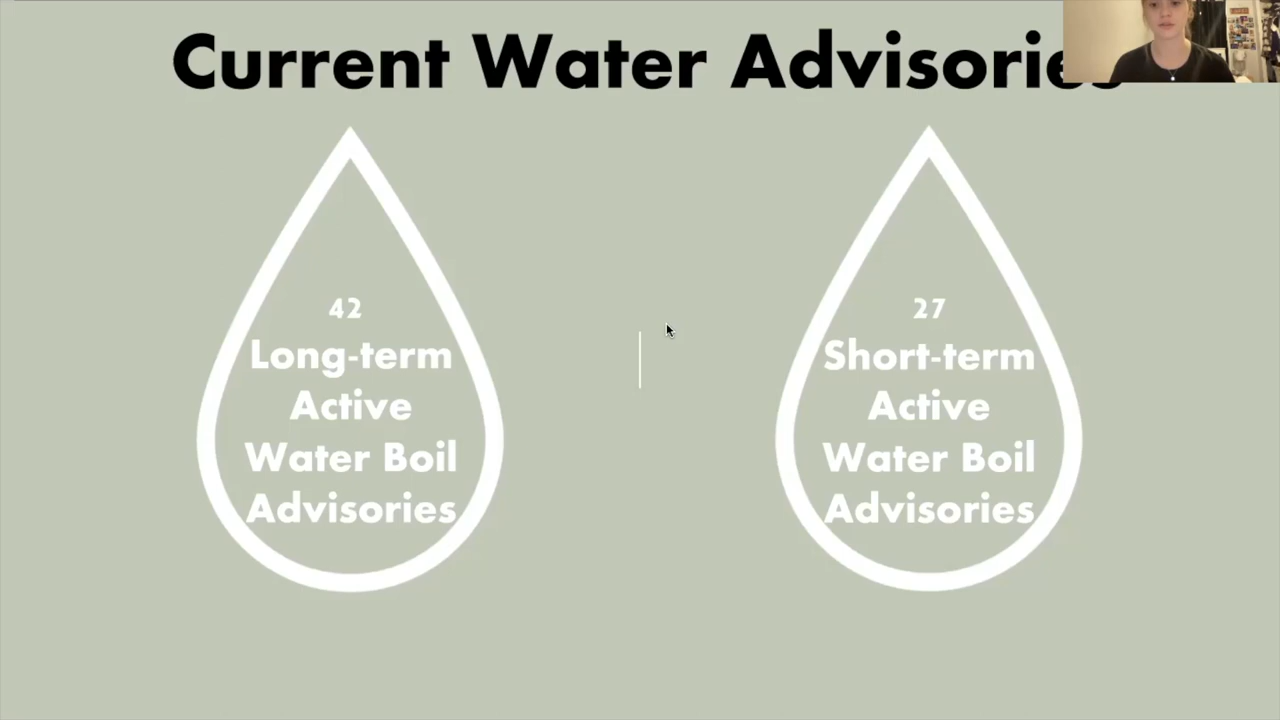 Current Water Advisories
42
Long-term
Active
Water Boil
Advisories
27
Short-term
Active
Water Boil
Advisories